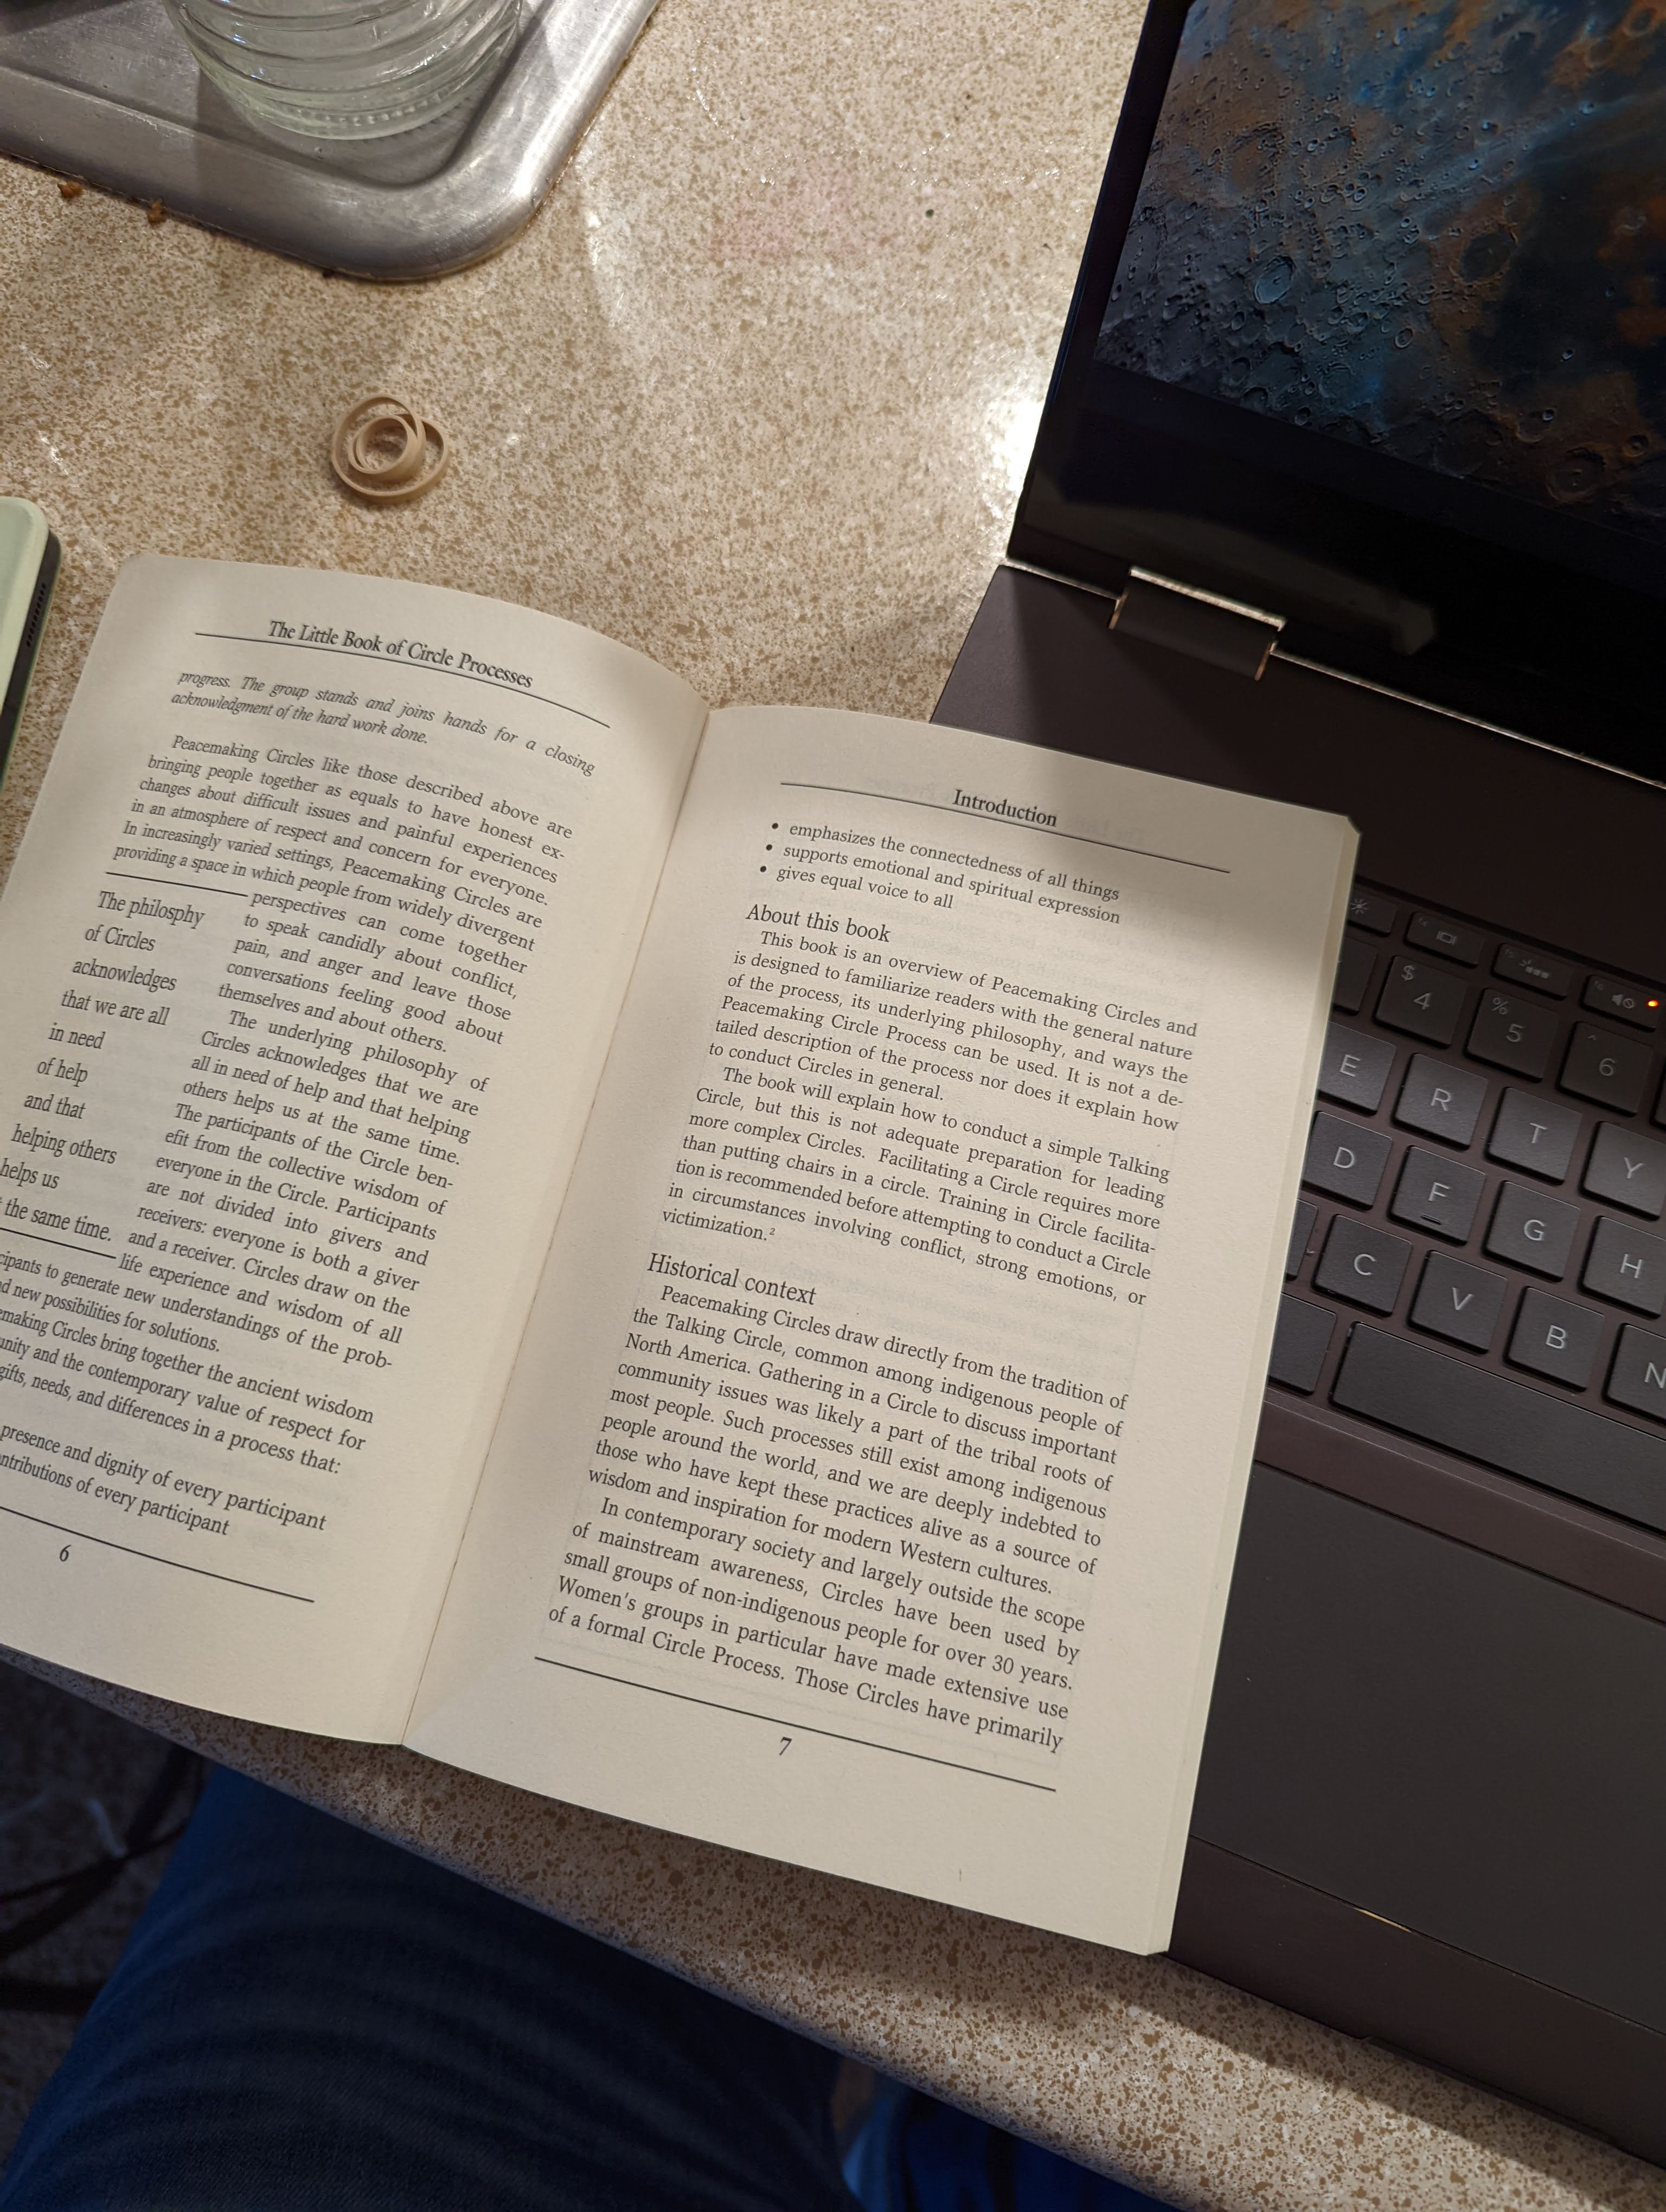 The Little Book of Circle Processes
progress. The group stands and joins hands for a closing
acknowledgment of the hard work done.
Peacemaking Circles like those described above are
bringing people together as equals to have honest ex-
changes about difficult issues and painful experiences
in an atmosphere of respect and concern for everyone.
In increasingly varied settings, Peacemaking Circles are
providing a space in which people from widely divergent
perspectives can come together
to speak candidly about conflict,
pain, and anger and leave those
conversations feeling good about
themselves and about others.
The underlying philosophy of
Circles acknowledges that we are
all in need of help and that helping
others helps us at the same time.
The participants of the Circle ben-
efit from the collective wisdom of
everyone in the Circle. Participants
are not divided into givers and
receivers: everyone is both a giver
and a receiver. Circles draw on the
life experience and wisdom of all
The philosphy
of Circles
acknowledges
that we are all
in need
of help
and that
helping others
helps us
the same time.
cipants to generate new understandings of the prob-
new possibilities for solutions.
making Circles bring together the ancient wisdom
unity and the contemporary value of respect for
gifts, needs, and differences in a process that:
presence and dignity of every participant
ntributions of every participant
6
Introduction
• emphasizes the connectedness of all things
• supports emotional and spiritual expression
• gives equal voice to all
About this book
This book is an overview of Peacemaking Circles and
is designed to familiarize readers with the general nature
of the process, its underlying philosophy, and ways the
Peacemaking Circle Process can be used. It is not a de-
tailed description of the process nor does it explain how
to conduct Circles in general.
The book will explain how to conduct a simple Talking
Circle, but this is not adequate preparation for leading
more complex Circles. Facilitating a Circle requires more
than putting chairs in a circle. Training in Circle facilita-
tion is recommended before attempting to conduct a Circle
in circumstances involving conflict, strong emotions, or
victimization.²
Historical context
Peacemaking Circles draw directly from the tradition of
the Talking Circle, common among indigenous people of
North America. Gathering in a Circle to discuss important
community issues was likely a part of the tribal roots of
most people. Such processes still exist among indigenous
people around the world, and we are deeply indebted to
those who have kept these practices alive as a source of
wisdom and inspiration for modern Western cultures.
In contemporary society and largely outside the scope
of mainstream awareness, Circles have been used by
small groups of non-indigenous people for over 30 years.
Women's groups in particular have made extensive use
of a formal Circle Process. Those Circles have primarily
7
$ 4 % 5 ^ 6
E R T Y
D F G H
C V B N